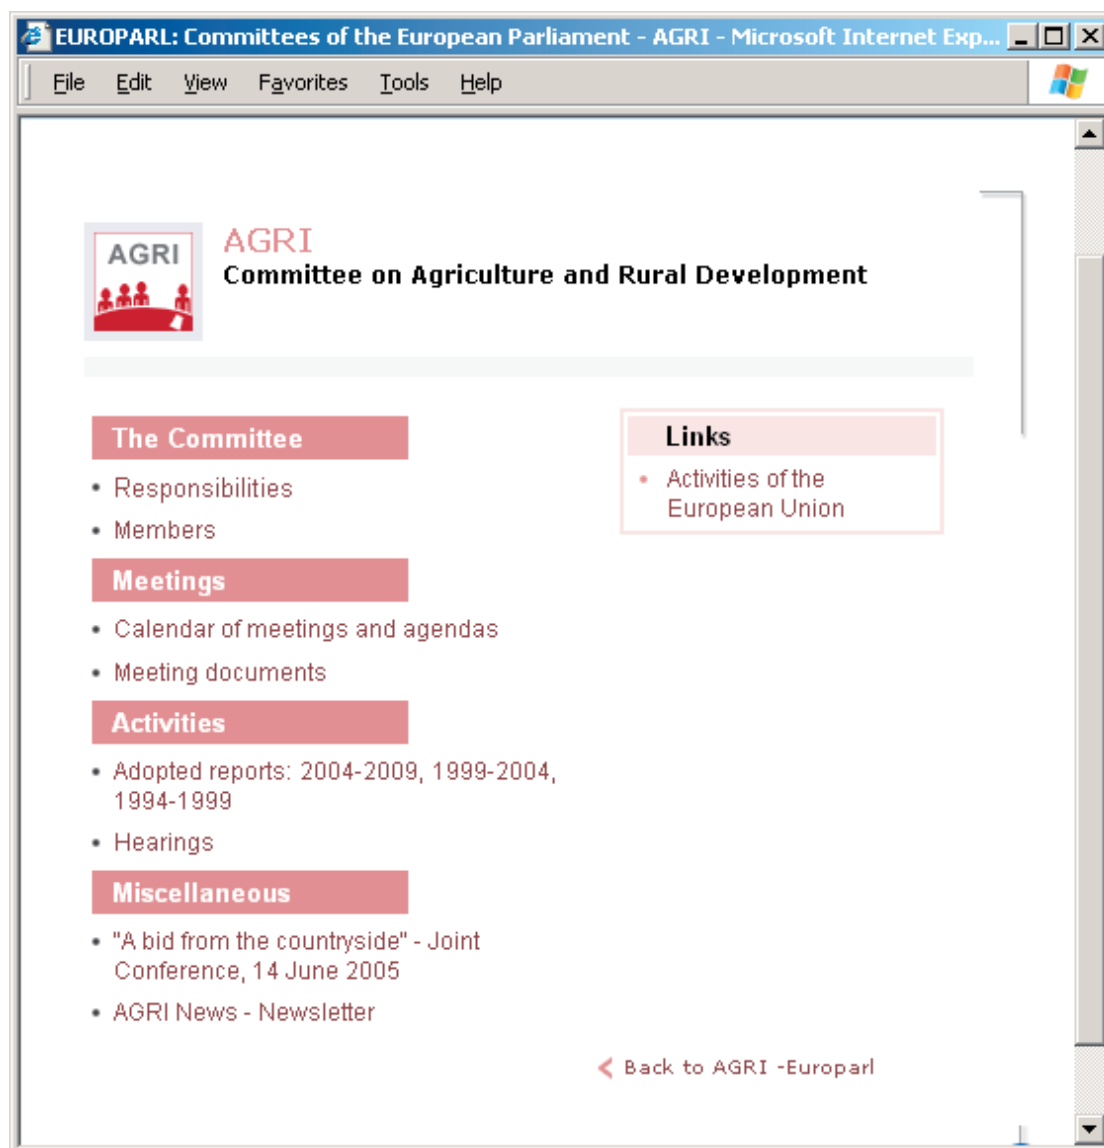 EUROPARL: Committees of the European Parliament - AGRI - Microsoft Internet Exp...
File Edit View Favorites Tools Help
AGRI
AGRI
Committee on Agriculture and Rural Development
The Committee
• Responsibilities
• Members
Meetings
• Calendar of meetings and agendas
• Meeting documents
Activities
• Adopted reports: 2004-2009, 1999-2004,
1994-1999
• Hearings
Miscellaneous
• "A bid from the countryside" - Joint
Conference, 14 June 2005
• AGRI News - Newsletter
Links
• Activities of the
European Union
Back to AGRI -Europarl